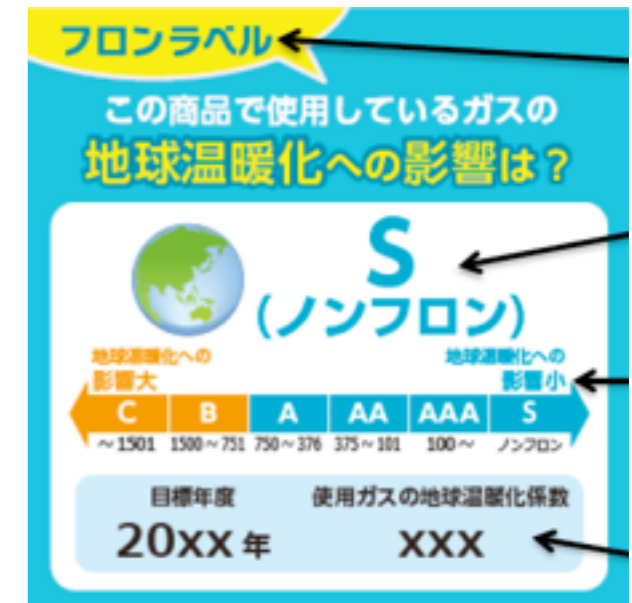 フロンラベル
この商品で使用しているガスの
地球温暖化への影響は？
S
(ノンフロン)
地球温暖化への 地球温暖化への
影響大 影響小
C B A AA AAA S
～1501 1500～751 750～376 375～101 100～ ノンフロン
目標年度 使用ガスの地球温暖化係数
20XX 年 XXX